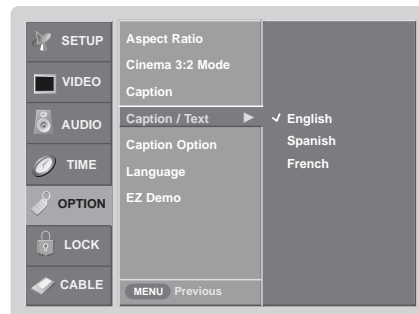 SETUP
VIDEO
AUDIO
TIME
OPTION
LOCK
CABLE
Aspect Ratio
Cinema 3:2 Mode
Caption
Caption / Text
Caption Option
Language
EZ Demo
MENU Previous
English
Spanish
French